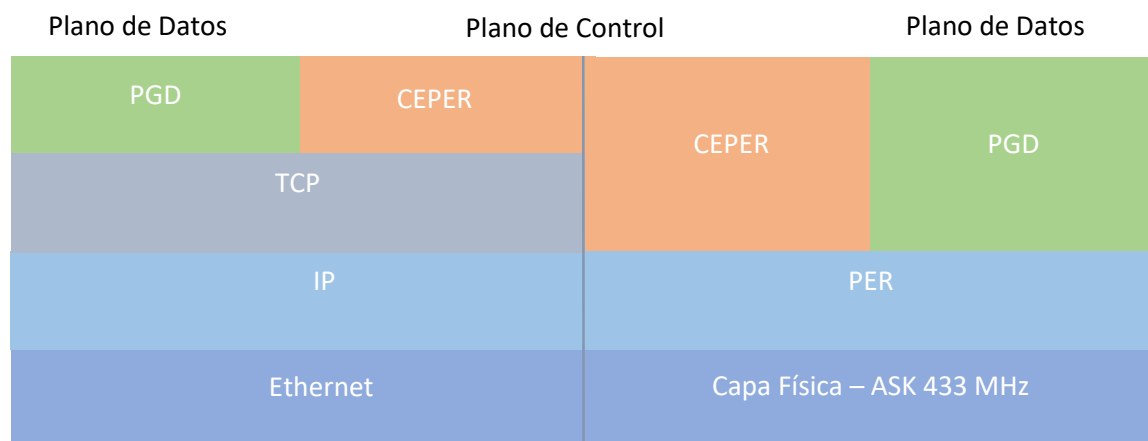 Plano de Datos
Plano de Control
Plano de Datos
PGD
CEPER
CEPER
PGD
TCP
IP
PER
Ethernet
Capa Física – ASK 433 MHz